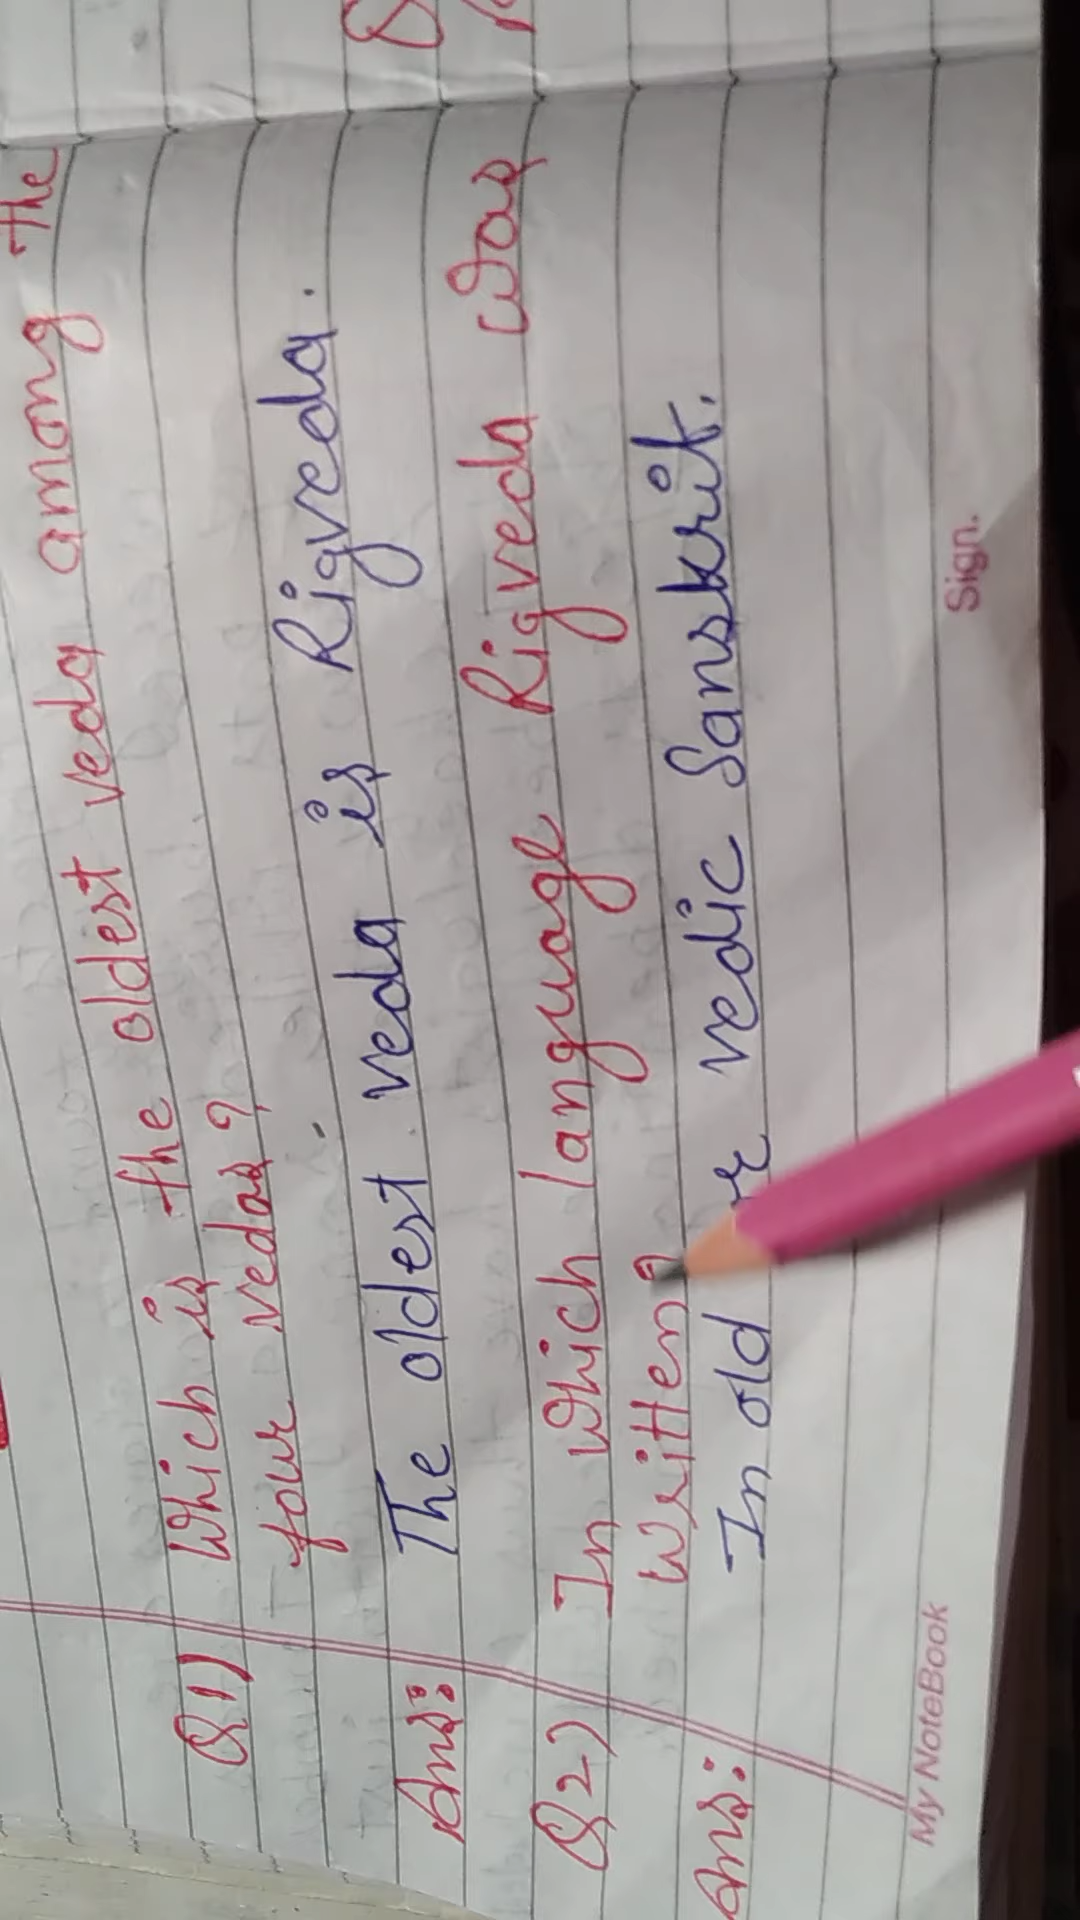 Q1) Which is the oldest veda among the
four vedas?
Ans: The oldest veda is Rigveda.
Q2) In which language Rigveda was
written?
Ans: In old or vedic Sanskrit.
My NoteBook Sign.